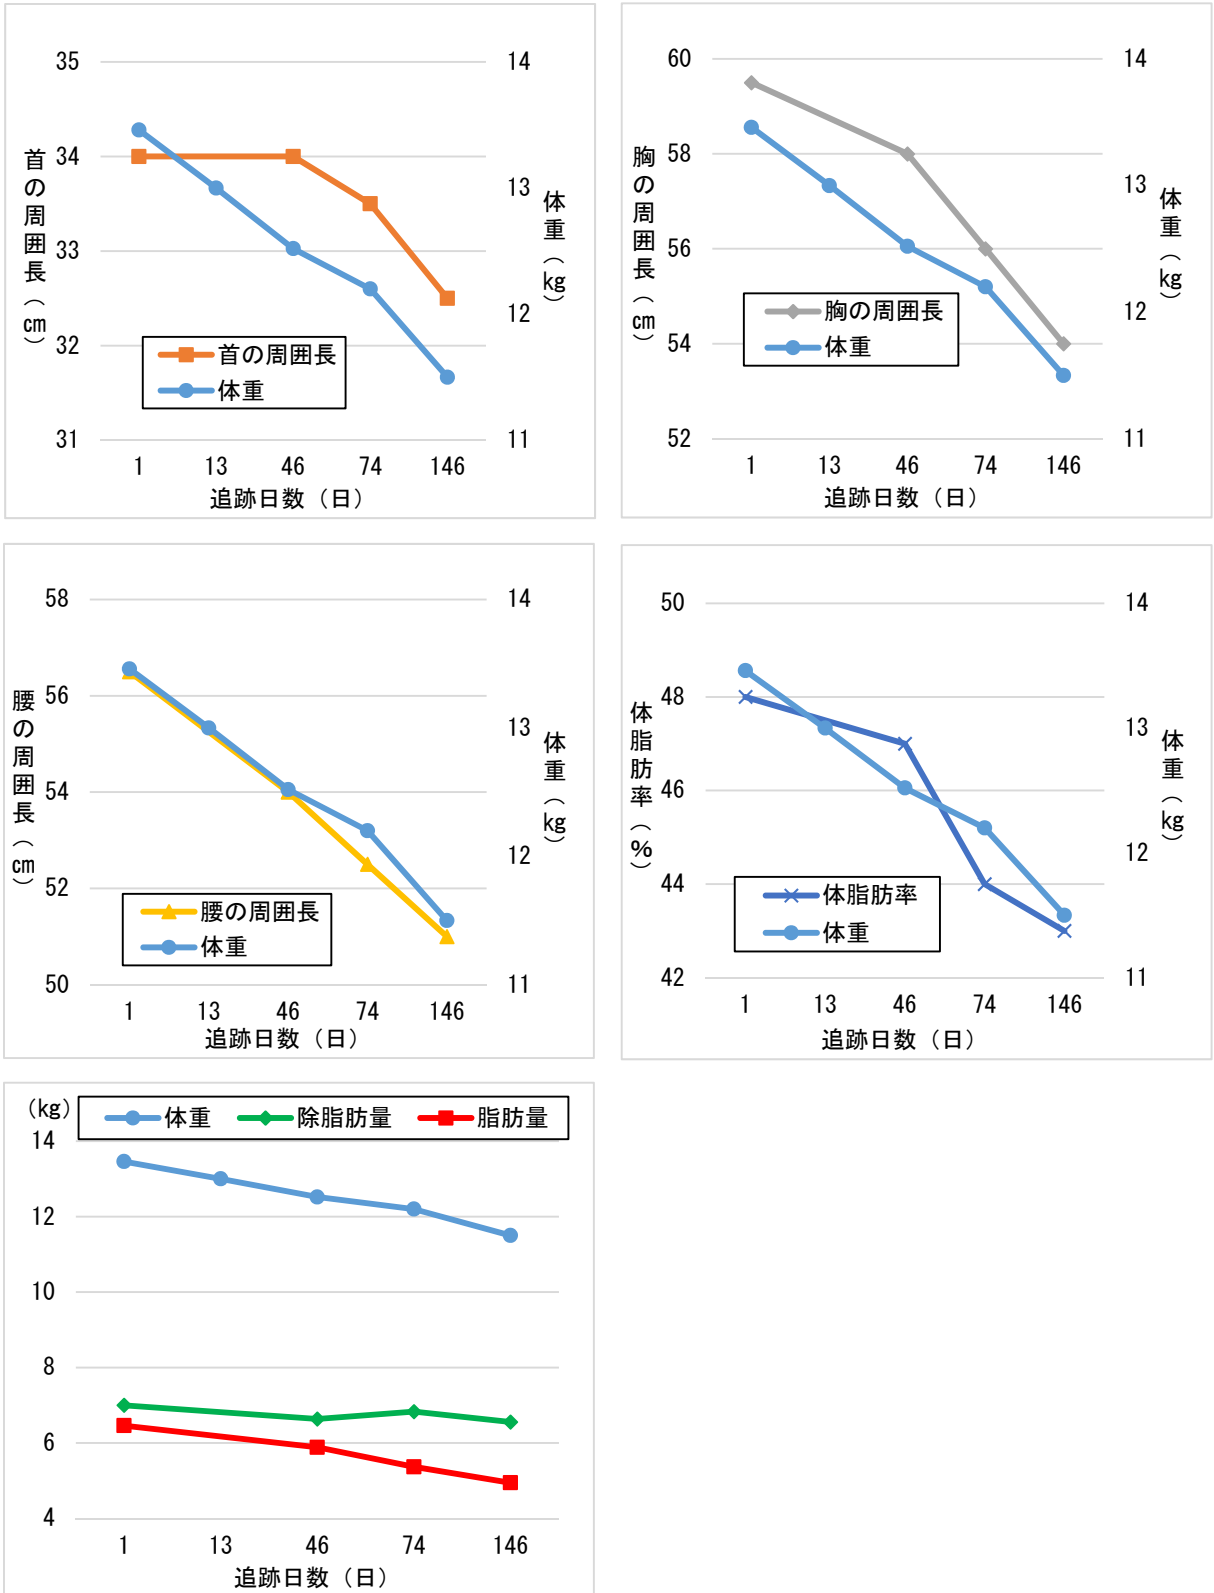 首の周囲長(㎝)
35
34
33
32
31
14
13
12
11
体重(㎏)
首の周囲長
体重
1 13 46 74 146
追跡日数(日)
胸の周囲長(㎝)
60
58
56
54
52
14
13
12
11
体重(㎏)
胸の周囲長
体重
1 13 46 74 146
追跡日数(日)
腰の周囲長(㎝)
58
56
54
52
50
14
13
12
11
体重(㎏)
腰の周囲長
体重
1 13 46 74 146
追跡日数(日)
体脂肪率(%)
50
48
46
44
42
14
13
12
11
体重(㎏)
体脂肪率
体重
1 13 46 74 146
追跡日数(日)
(㎏)
体重 除脂肪量 脂肪量
14
12
10
8
6
4
1 13 46 74 146
追跡日数(日)